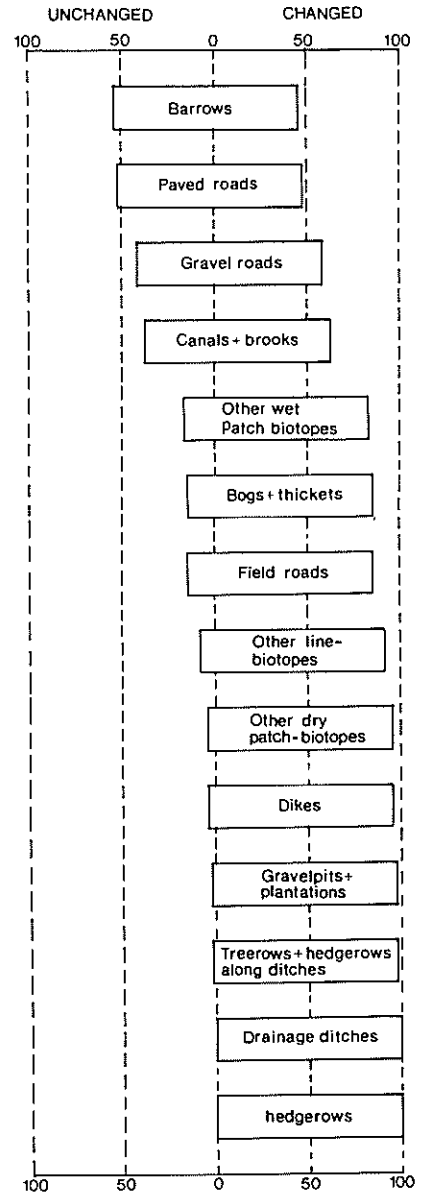 UNCHANGED CHANGED
100 50 0 50 100
Barrows
Paved roads
Gravel roads
Canals + brooks
Other wet
Patch biotopes
Bogs + thickets
Field roads
Other line-
biotopes
Other dry
patch-biotopes
Dikes
Gravelpits +
plantations
Treerows + hedgerows
along ditches
Drainage ditches
hedgerows
100 50 0 50 100